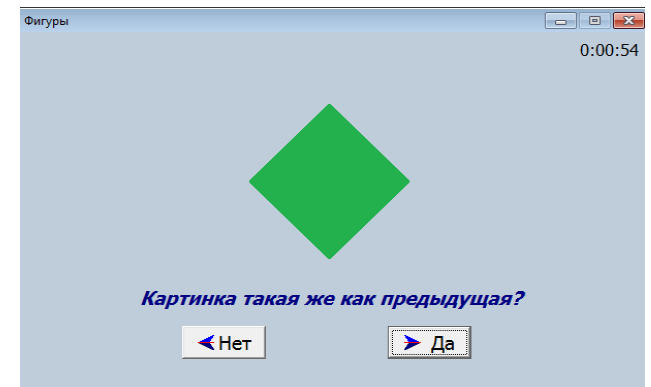 Фигуры
0:00:54
Картинка такая же как предыдущая?
Нет
Да